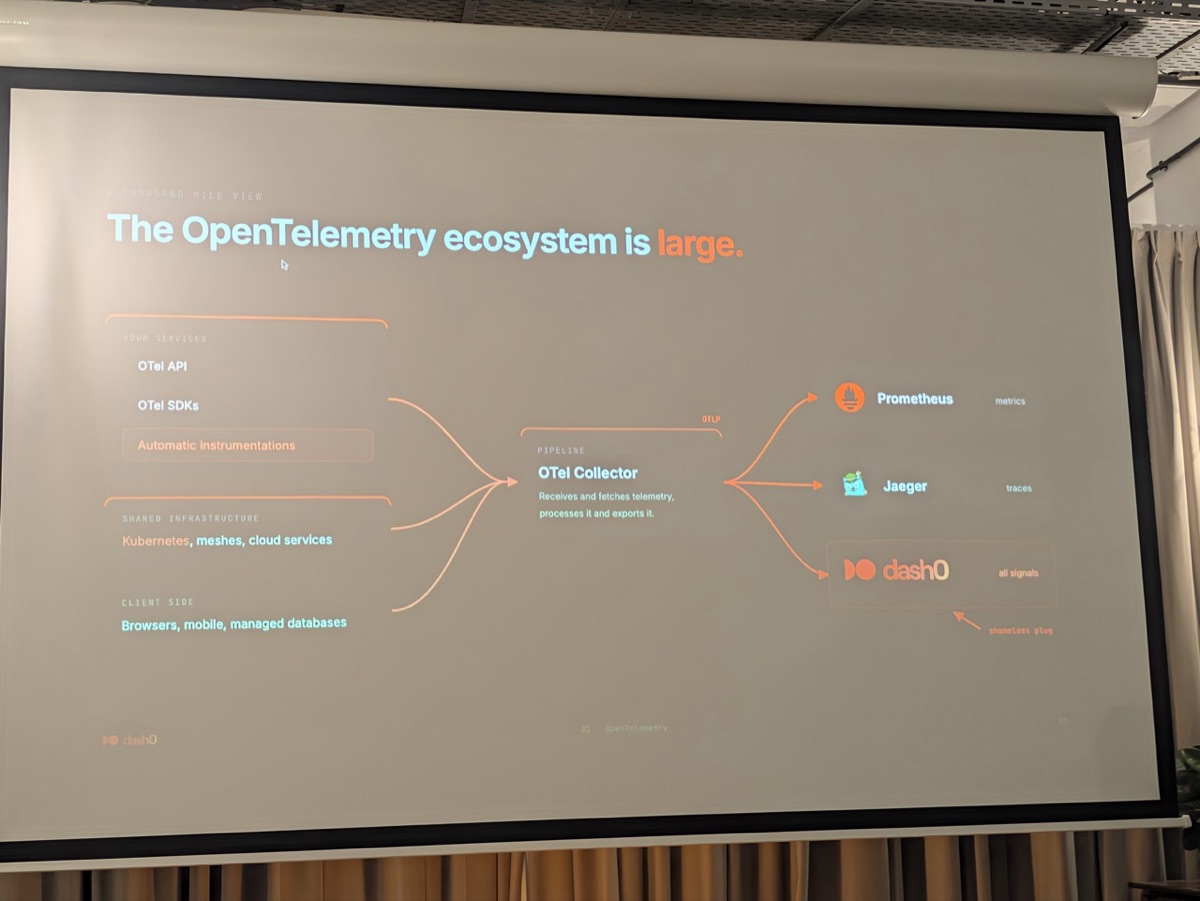 A THOUSAND MILE VIEW
The OpenTelemetry ecosystem is large.
YOUR SERVICES
OTel API
OTel SDKs
Automatic instrumentations
SHARED INFRASTRUCTURE
Kubernetes, meshes, cloud services
CLIENT SIDE
Browsers, mobile, managed databases
OTLP
PIPELINE
OTel Collector
Receives and fetches telemetry,
processes it and exports it.
Prometheus metrics
Jaeger traces
dash0 all signals
shameless plug
dash0
01 OpenTelemetry